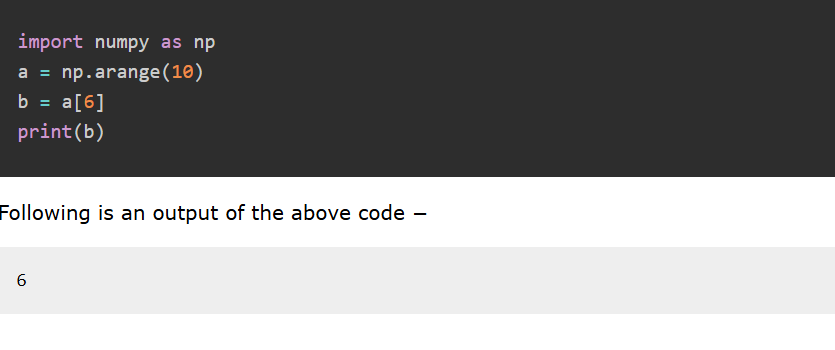 import numpy as np
a = np.arange(10)
b = a[6]
print(b)
Following is an output of the above code −
6